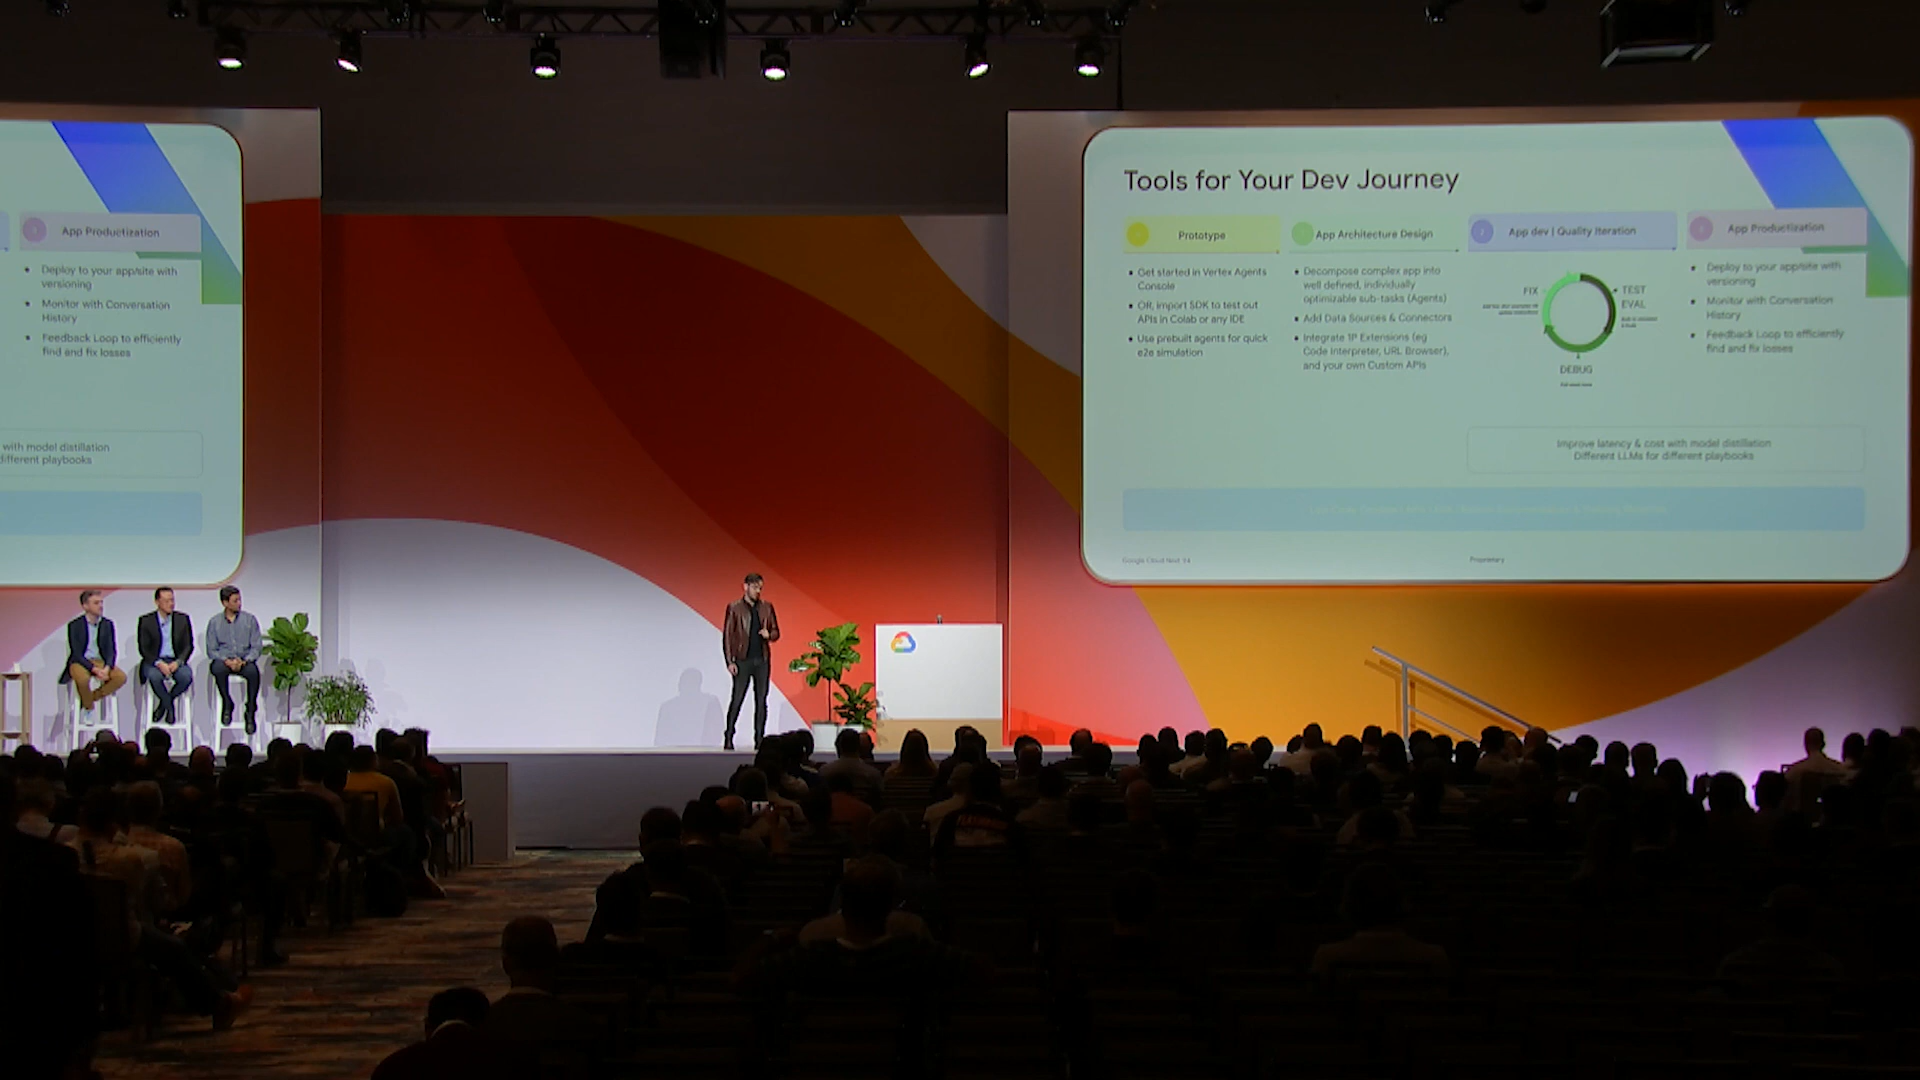 App Productization
Deploy to your app/site with
versioning
Monitor with Conversation
History
Feedback Loop to efficiently
find and fix losses
with model distillation
different playbooks
Tools for Your Dev Journey
Prototype
• Get started in Vertex Agents
Console
• OR, import SDK to test out
APIs in Colab or any IDE
• Use prebuilt agents for quick
e2e simulation
App Architecture Design
• Decompose complex app into
well defined, individually
optimizable sub-tasks (Agents)
• Add Data Sources & Connectors
• Integrate 1P Extensions (eg
Code Interpreter, URL Browser),
and your own Custom APIs
App dev | Quality Iteration
FIX
TEST
EVAL
DEBUG
App Productization
• Deploy to your app/site with
versioning
• Monitor with Conversation
History
• Feedback Loop to efficiently
find and fix losses
Improve latency & cost with model distillation
Different LLMs for different playbooks
Google Cloud Next '24
Proprietary